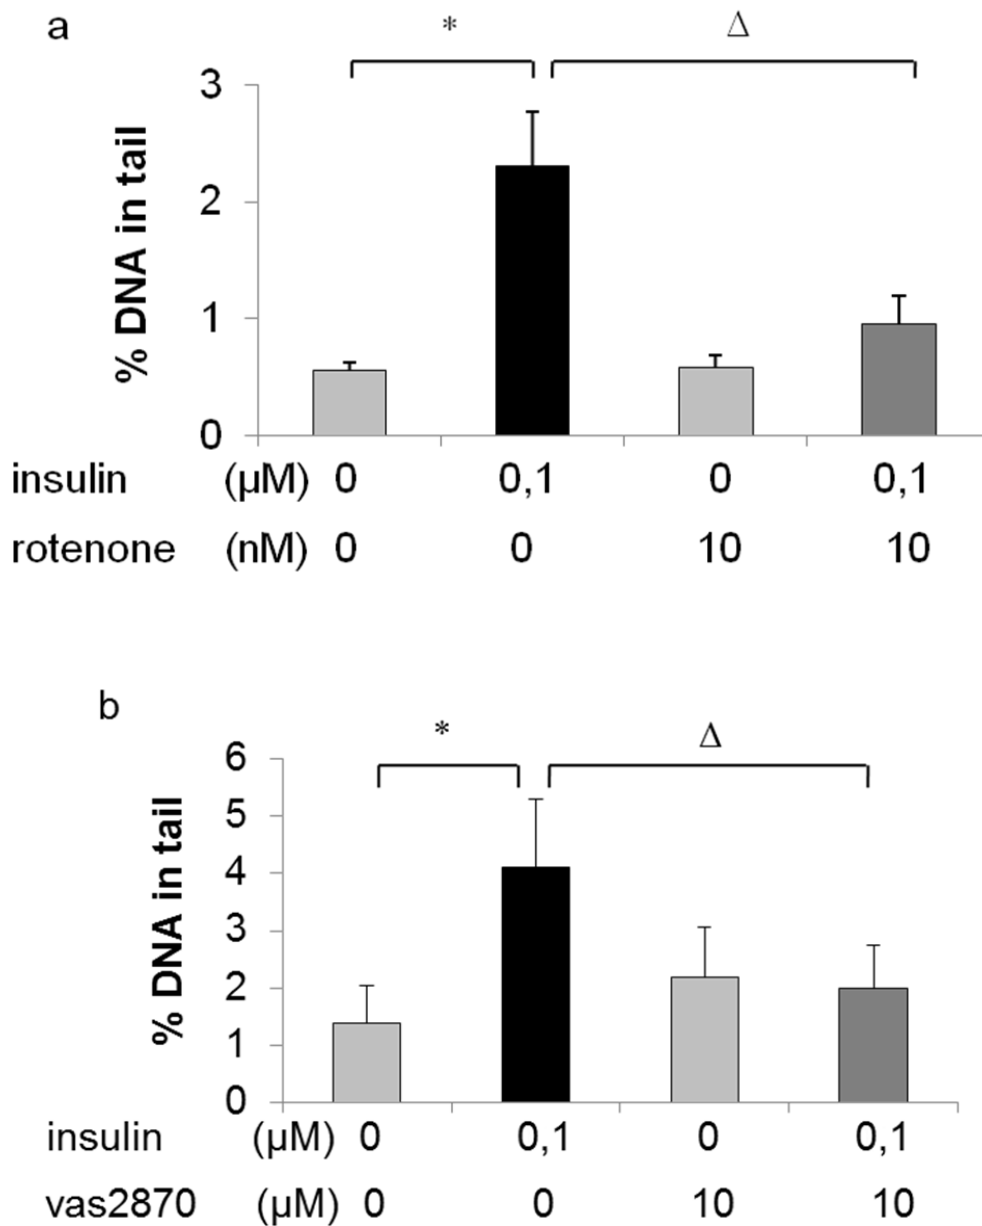 a
* Δ
% DNA in tail
3
2
1
0
insulin (µM) 0 0,1 0 0,1
rotenone (nM) 0 0 10 10
b
* Δ
% DNA in tail
6
5
4
3
2
1
0
insulin (µM) 0 0,1 0 0,1
vas2870 (µM) 0 0 10 10